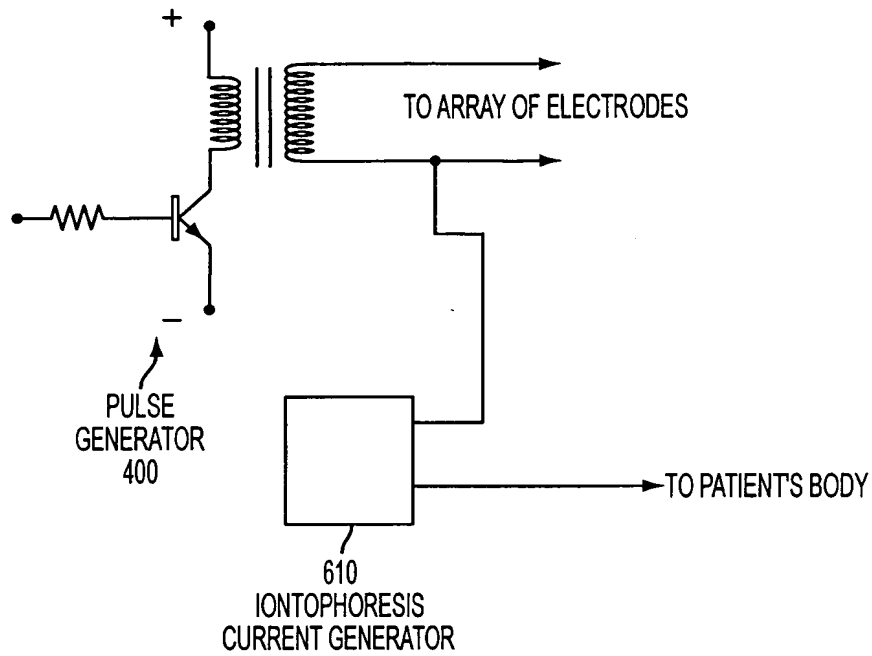 +
TO ARRAY OF ELECTRODES
–
PULSE
GENERATOR
400
TO PATIENT'S BODY
610
IONTOPHORESIS
CURRENT GENERATOR